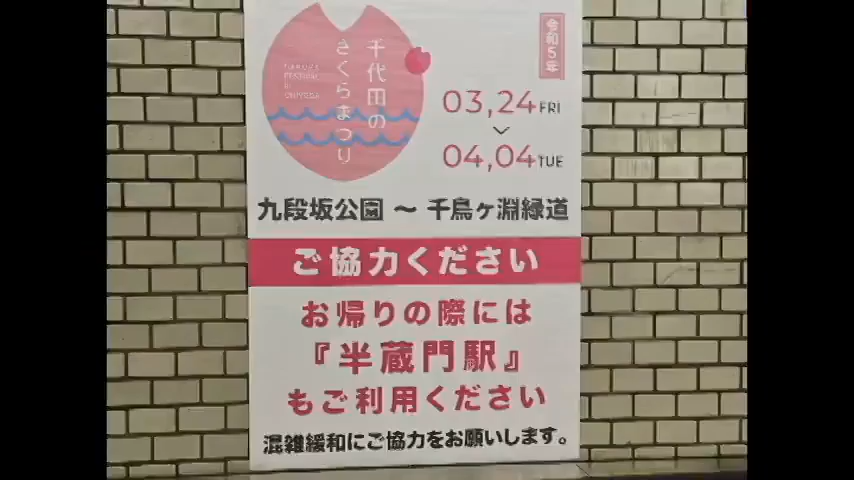 千代田の
さくらまつり
令和5年
03,24 FRI
04,04 TUE
九段坂公園 ～ 千鳥ヶ淵緑道
ご協力ください
お帰りの際には
『半蔵門駅』
もご利用ください
混雑緩和にご協力をお願いします。